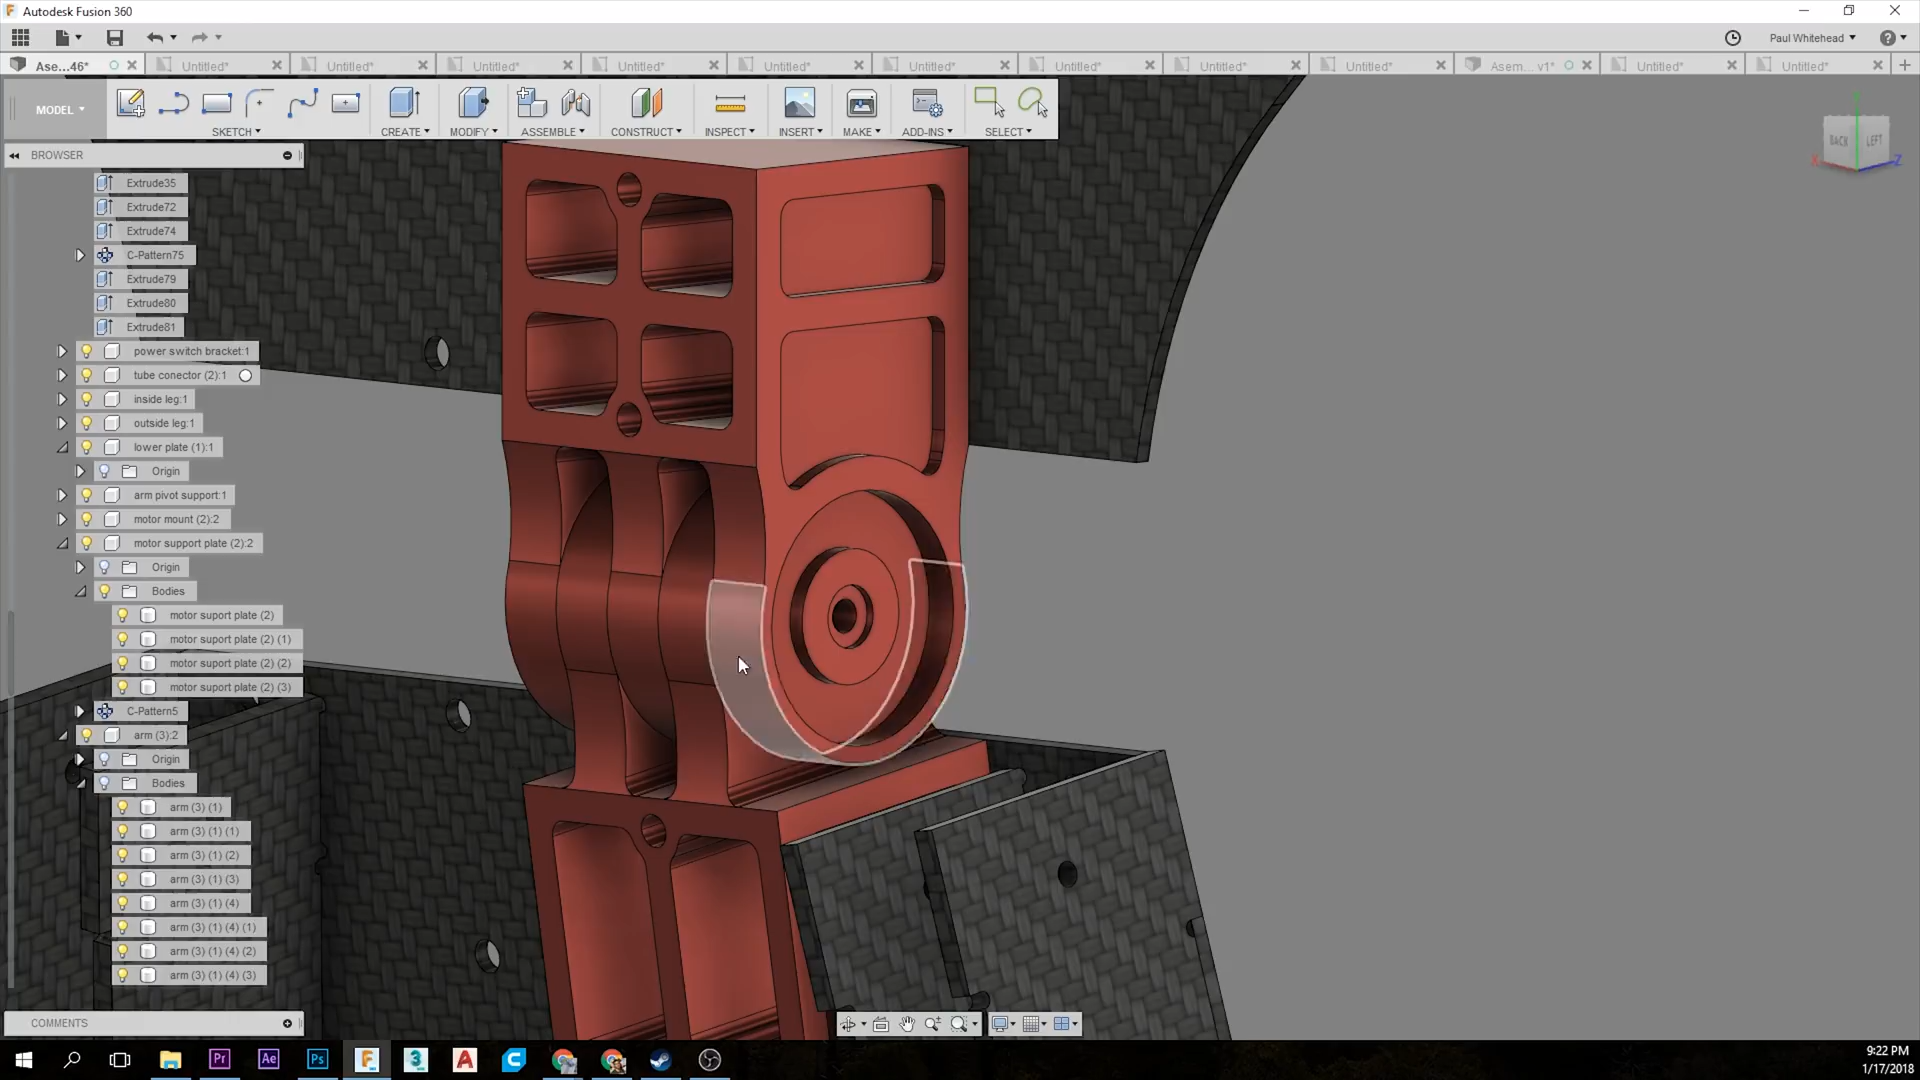 Autodesk Fusion 360
Paul Whitehead
Ase...46* Untitled* Untitled* Untitled* Untitled* Untitled* Untitled* Untitled* Untitled* Untitled* Asem... v1* Untitled* Untitled*
MODEL
SKETCH CREATE MODIFY ASSEMBLE CONSTRUCT INSPECT INSERT MAKE ADD-INS SELECT
BACK LEFT
X Y Z
BROWSER
Extrude35
Extrude72
Extrude74
C-Pattern75
Extrude79
Extrude80
Extrude81
power switch bracket:1
tube conector (2):1
inside leg:1
outside leg:1
lower plate (1):1
Origin
arm pivot support:1
motor mount (2):2
motor support plate (2):2
Origin
Bodies
motor suport plate (2)
motor suport plate (2) (1)
motor suport plate (2) (2)
motor suport plate (2) (3)
C-Pattern5
arm (3):2
Origin
Bodies
arm (3) (1)
arm (3) (1) (1)
arm (3) (1) (2)
arm (3) (1) (3)
arm (3) (1) (4)
arm (3) (1) (4) (1)
arm (3) (1) (4) (2)
arm (3) (1) (4) (3)
COMMENTS
Pr Ae Ps F 3 A C
9:22 PM
1/17/2018